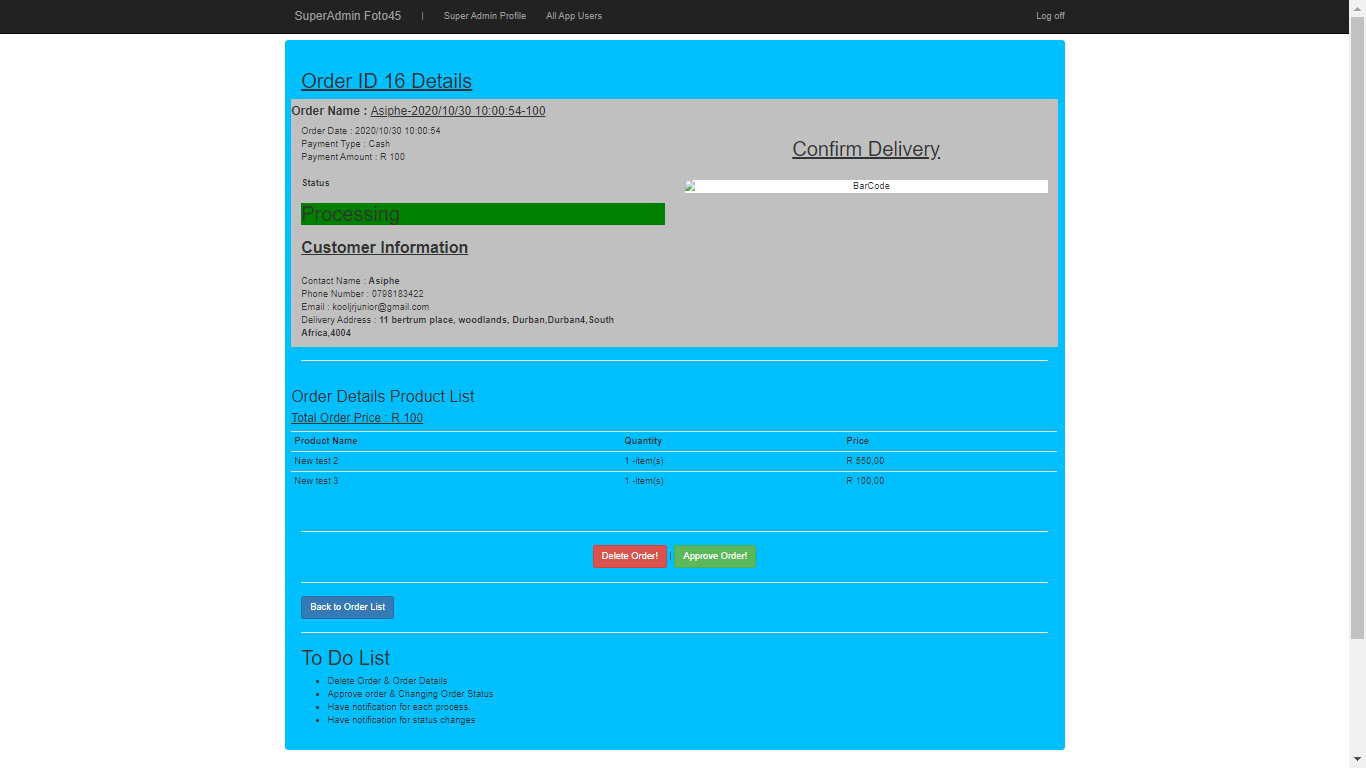 SuperAdmin Foto45 | Super Admin Profile All App Users Log off
Order ID 16 Details
Order Name : Asiphe-2020/10/30 10:00:54-100
Order Date : 2020/10/30 10:00:54
Payment Type : Cash
Payment Amount : R 100
Status
Processing
Confirm Delivery
BarCode
Customer Information
Contact Name : Asiphe
Phone Number : 0798183422
Email : kooljrjunior@gmail.com
Delivery Address : 11 bertrum place, woodlands, Durban,Durban4,South
Africa,4004
Order Details Product List
Total Order Price : R 100
Product Name Quantity Price
New test 2 1 -item(s) R 550,00
New test 3 1 -item(s) R 100,00
Delete Order! | Approve Order!
Back to Order List
To Do List
Delete Order & Order Details
Approve order & Changing Order Status
Have notification for each process.
Have notification for status changes